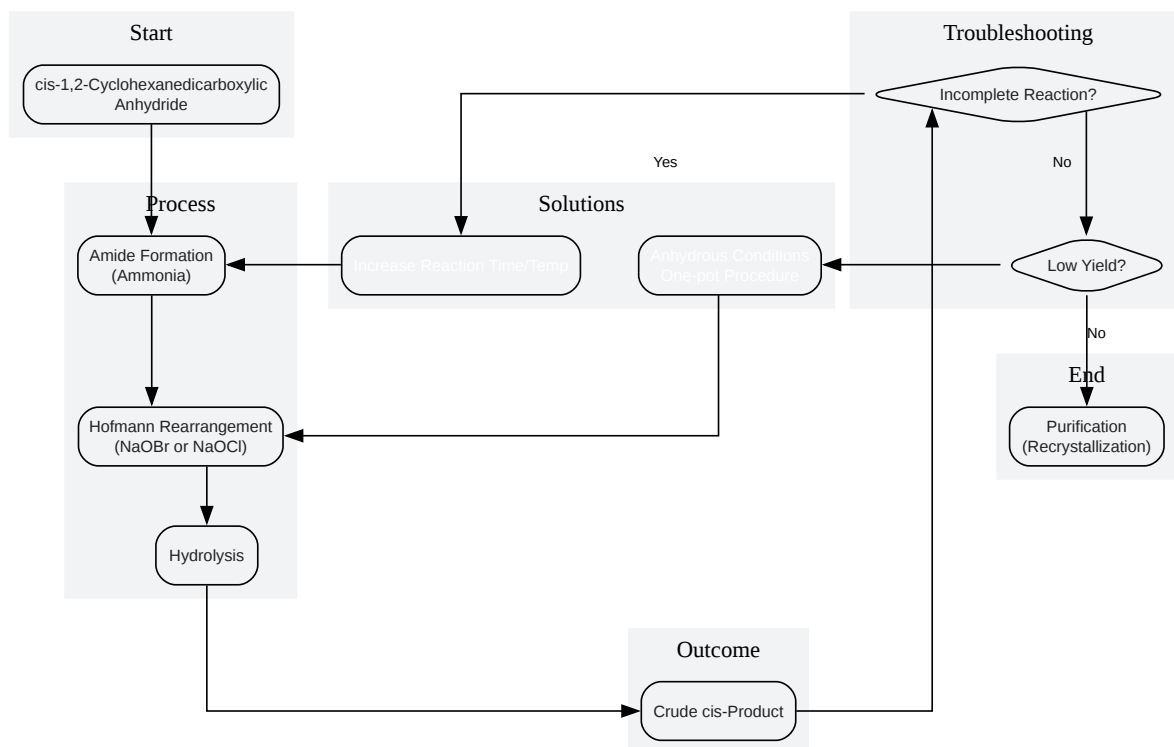 Start
cis-1,2-Cyclohexanedicarboxylic
Anhydride
Troubleshooting
Incomplete Reaction?
Yes
No
Process
Solutions
Amide Formation
(Ammonia)
Increase Reaction Time/Temp
Anhydrous Conditions
One-pot Procedure
Low Yield?
No
End
Hofmann Rearrangement
(NaOBr or NaOCl)
Purification
(Recrystallization)
Hydrolysis
Outcome
Crude cis-Product